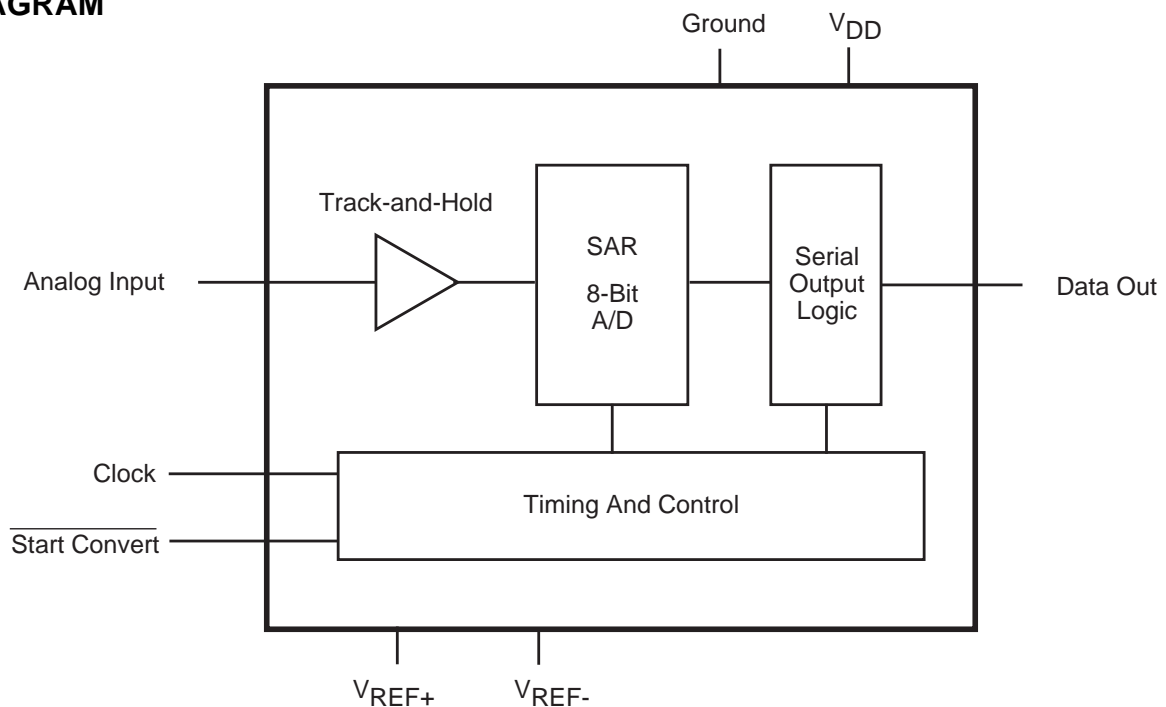 AGRAM
Ground
VDD
Track-and-Hold
Analog Input
SAR
8-Bit
A/D
Serial
Output
Logic
Data Out
Clock
Start Convert
Timing And Control
VREF+
VREF-